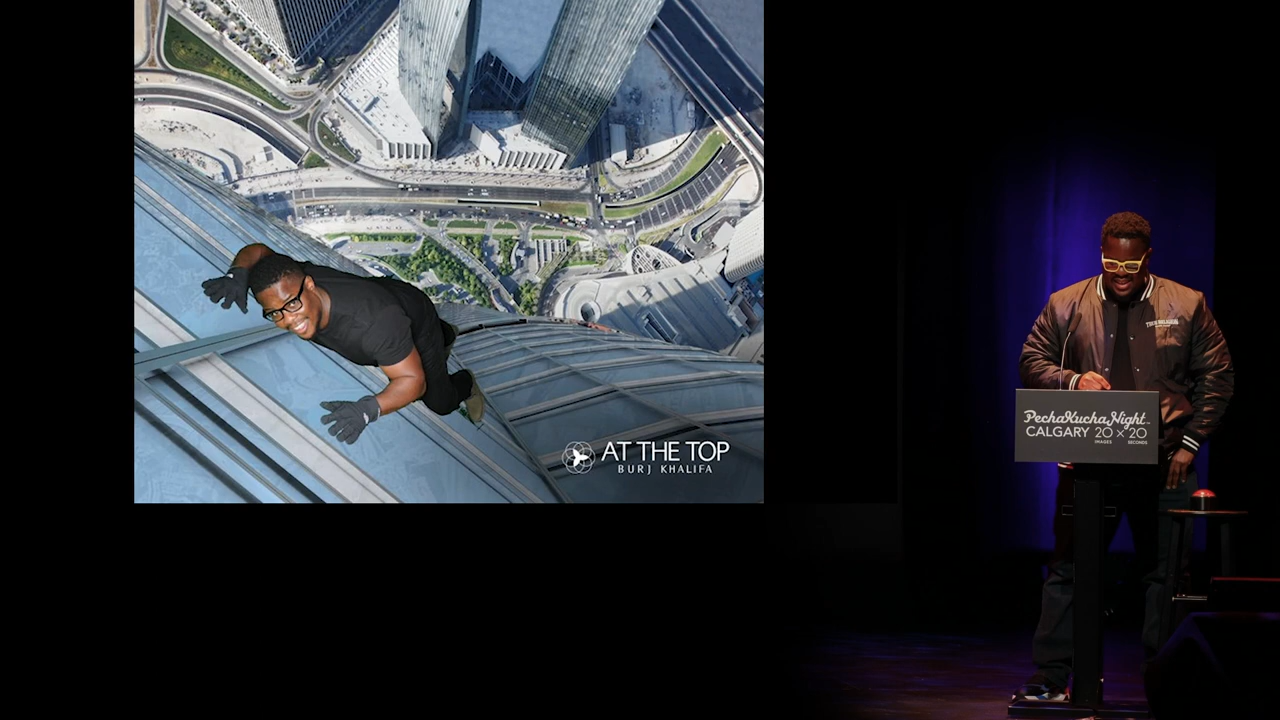 AT THE TOP
BURJ KHALIFA
PechaKucha Night
CALGARY 20 × 20
IMAGES SECONDS